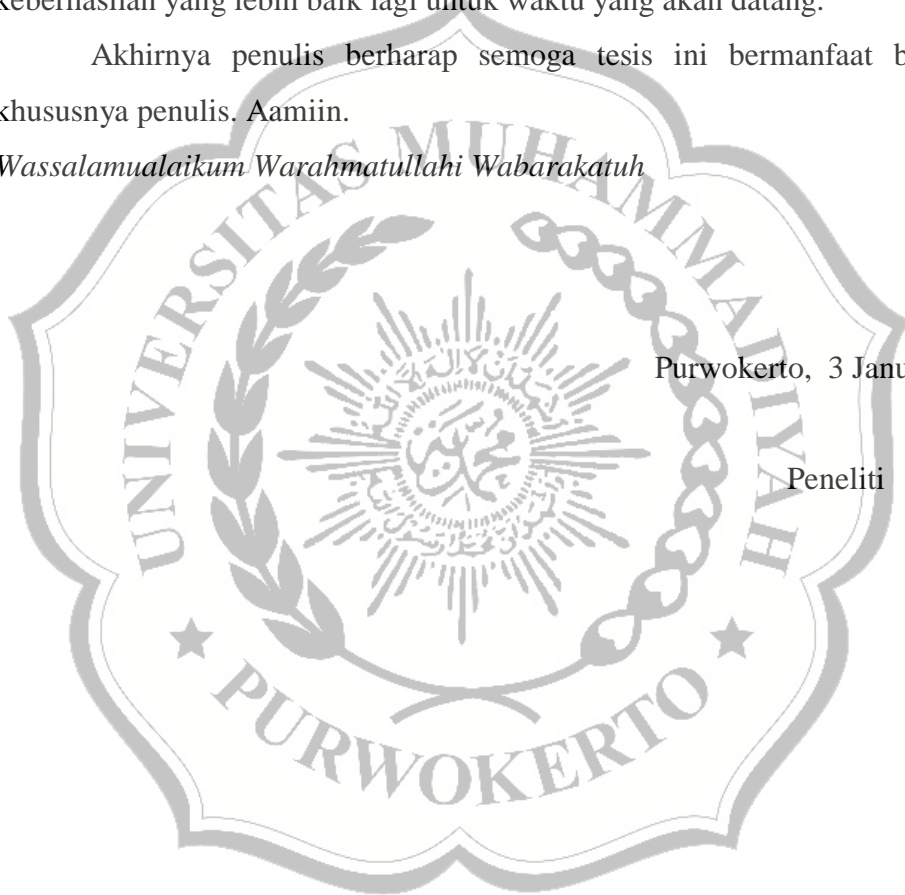 keberhasilan yang lebih baik lagi untuk waktu yang akan datang.
Akhirnya penulis berharap semoga tesis ini bermanfaat b
khususnya penulis. Aamiin.
Wassalamualaikum Warahmatullahi Wabarakatuh
Purwokerto, 3 Janu
Peneliti
UNIVERSITAS MUHAMMADIYAH
PURWOKERTO
محمد